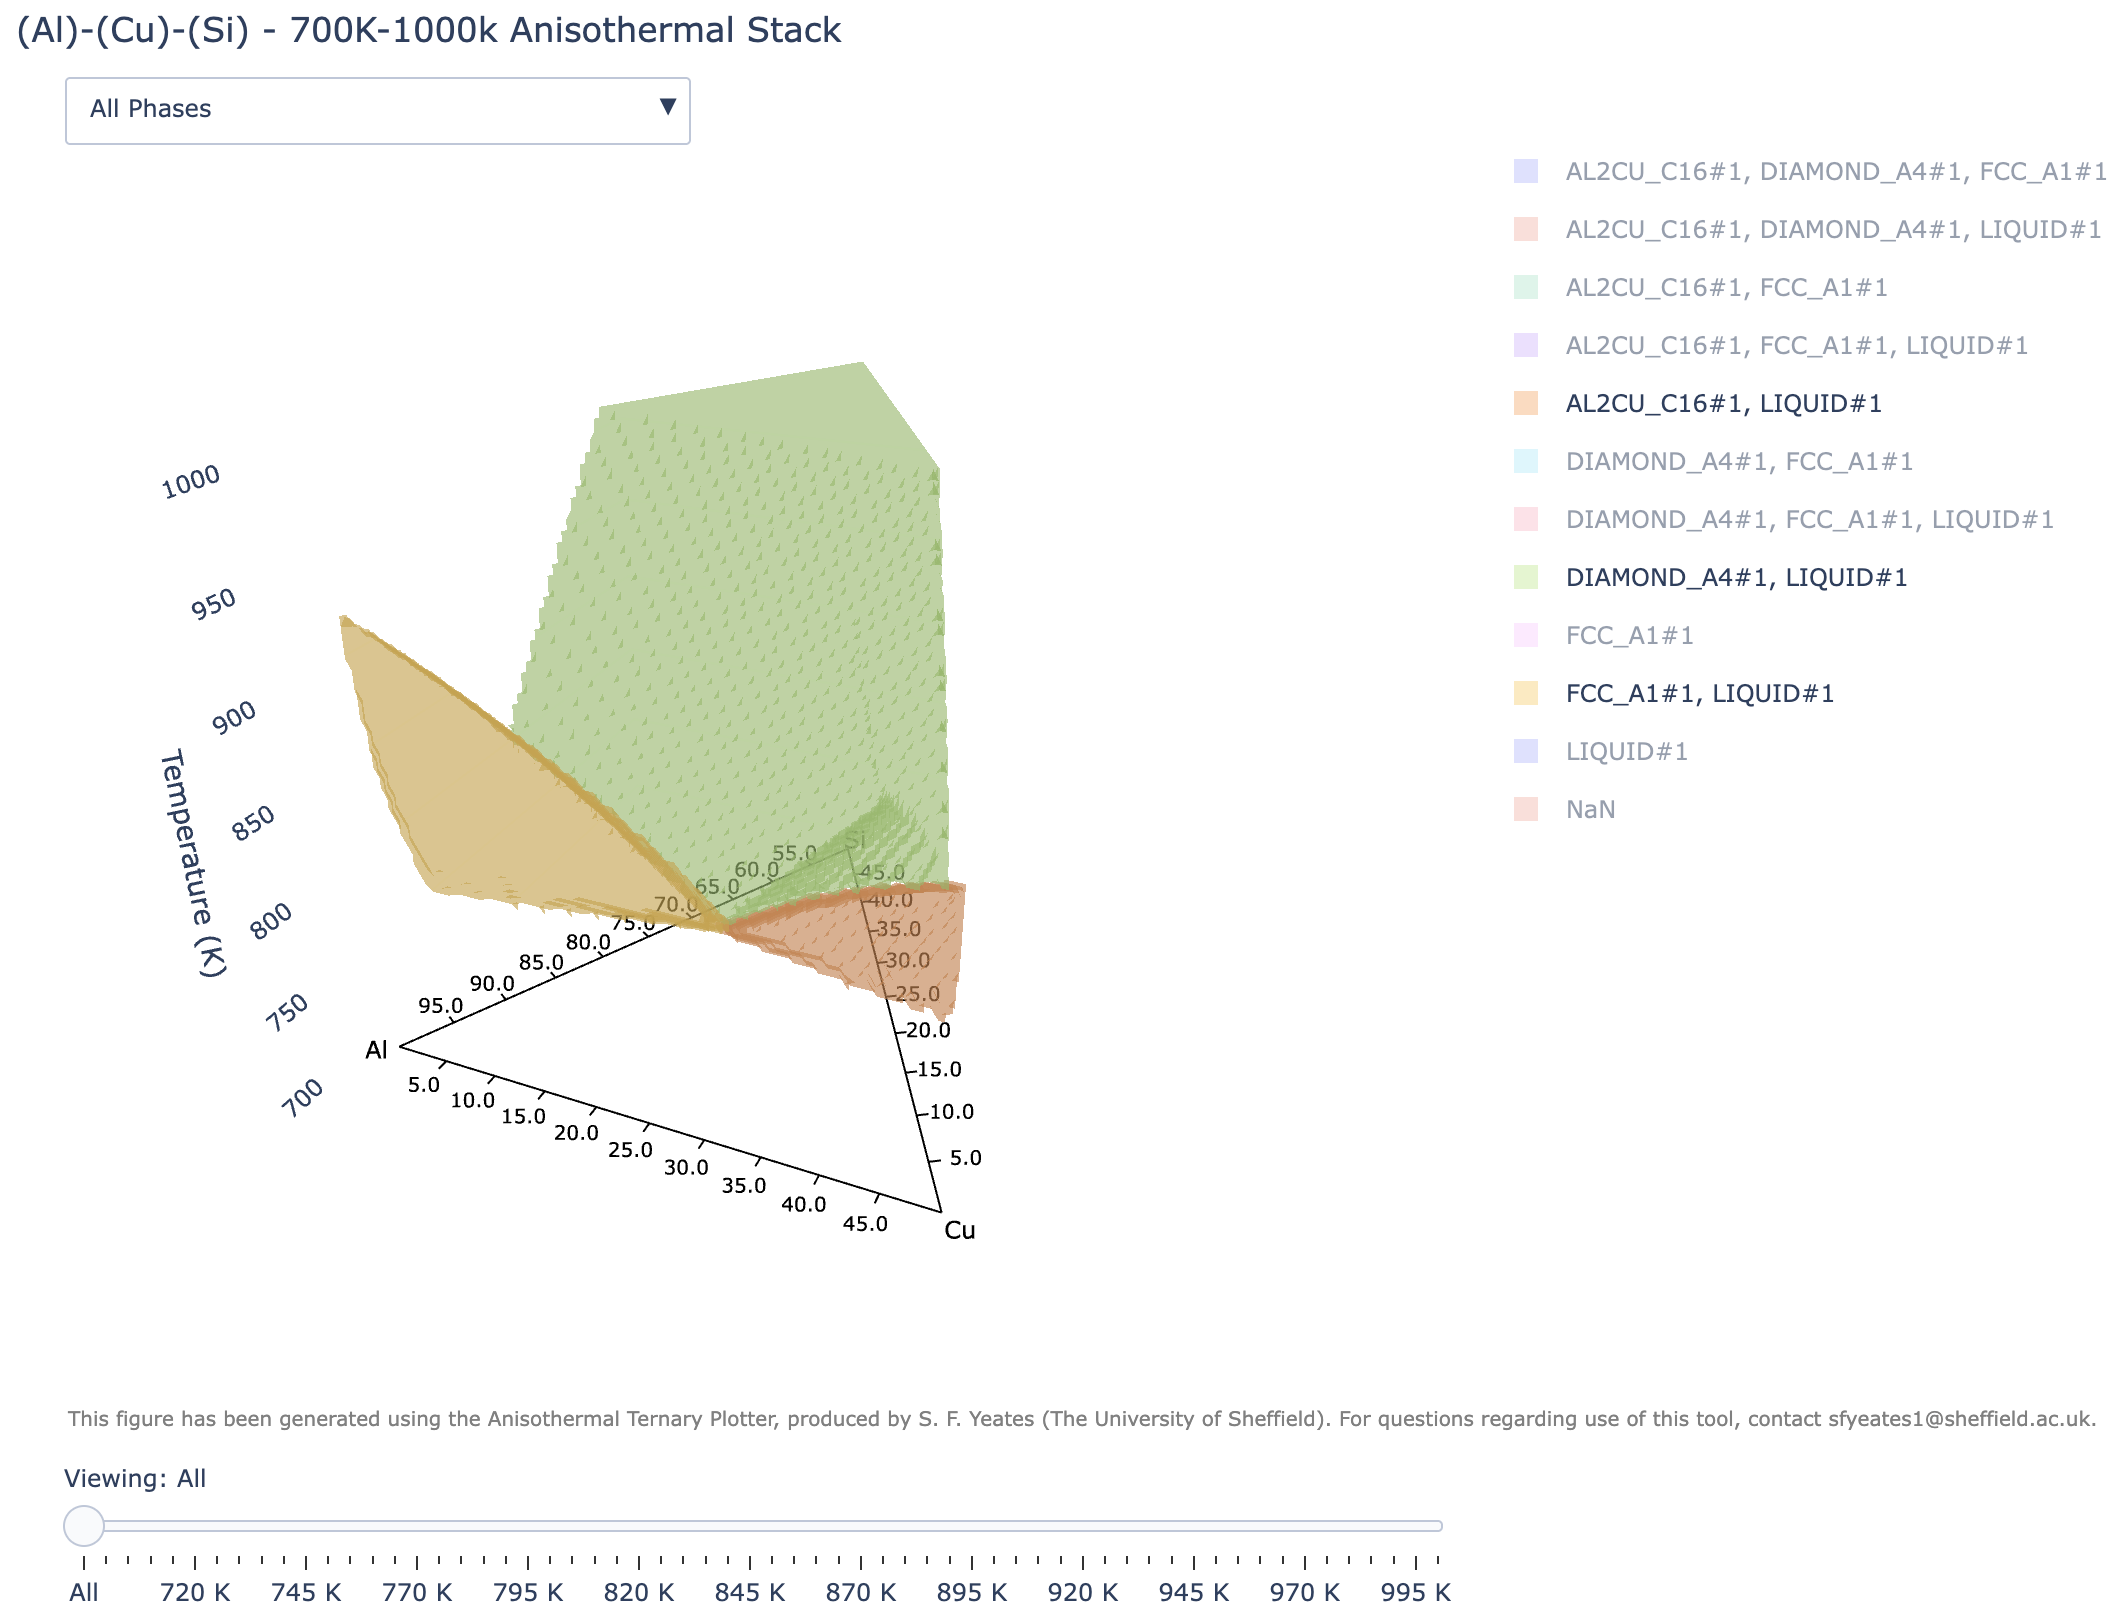 (Al)-(Cu)-(Si) - 700K-1000k Anisothermal Stack
All Phases
AL2CU_C16#1, DIAMOND_A4#1, FCC_A1#1
AL2CU_C16#1, DIAMOND_A4#1, LIQUID#1
AL2CU_C16#1, FCC_A1#1
AL2CU_C16#1, FCC_A1#1, LIQUID#1
AL2CU_C16#1, LIQUID#1
DIAMOND_A4#1, FCC_A1#1
DIAMOND_A4#1, FCC_A1#1, LIQUID#1
DIAMOND_A4#1, LIQUID#1
FCC_A1#1
FCC_A1#1, LIQUID#1
LIQUID#1
NaN
1000
950
900
850
800
750
700
Temperature (K)
Si
55.0
60.0
65.0
70.0
75.0
80.0
85.0
90.0
95.0
Al
45.0
40.0
35.0
30.0
25.0
20.0
15.0
10.0
5.0
5.0
10.0
15.0
20.0
25.0
30.0
35.0
40.0
45.0
Cu
This figure has been generated using the Anisothermal Ternary Plotter, produced by S. F. Yeates (The University of Sheffield). For questions regarding use of this tool, contact sfyeates1@sheffield.ac.uk.
Viewing: All
All 720 K 745 K 770 K 795 K 820 K 845 K 870 K 895 K 920 K 945 K 970 K 995 K